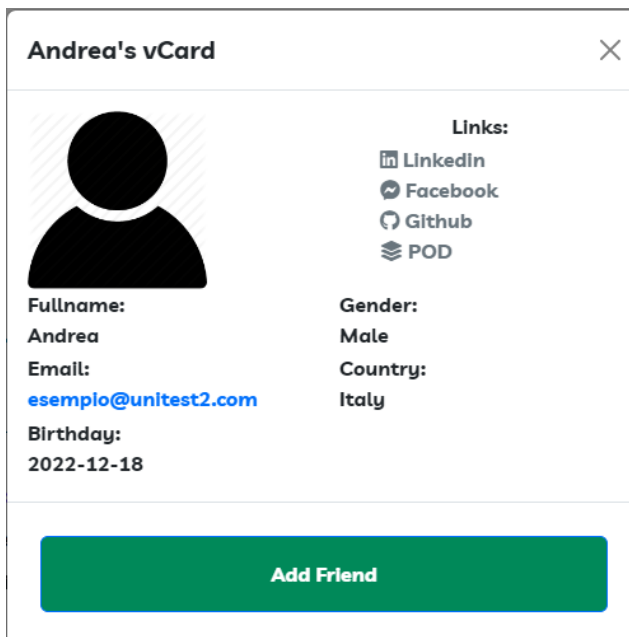 Andrea's vCard
Links:
Linkedin
Facebook
Github
POD
Fullname:
Andrea
Gender:
Male
Email:
esempio@unitest2.com
Country:
Italy
Birthday:
2022-12-18
Add Friend